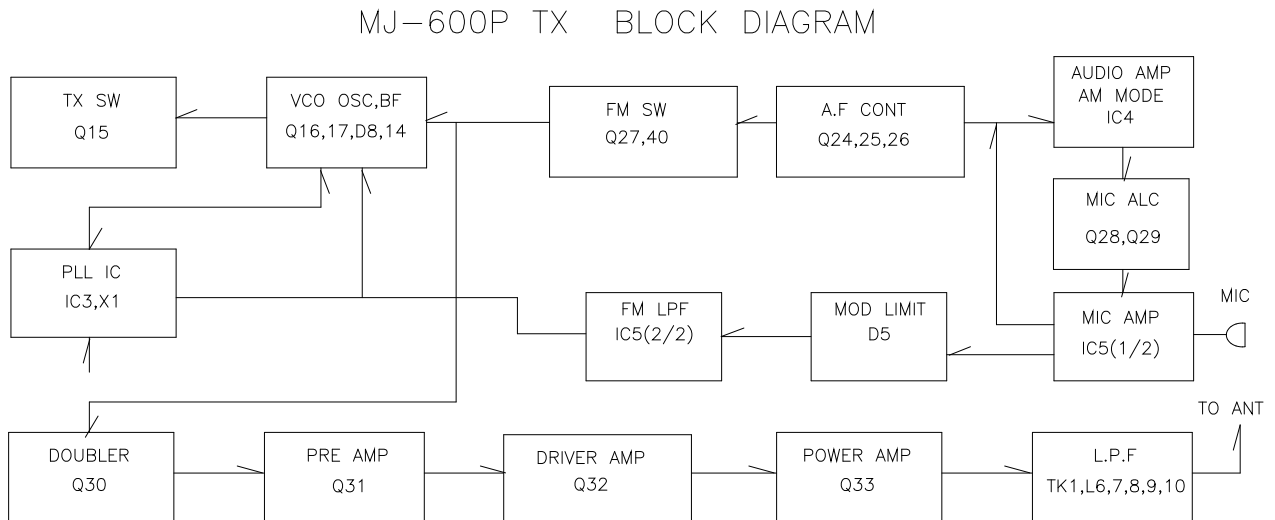 MJ-600P TX BLOCK DIAGRAM
TX SW
Q15
VCO OSC,BF
Q16,17,D8,14
FM SW
Q27,40
A.F CONT
Q24,25,26
AUDIO AMP
AM MODE
IC4
MIC ALC
Q28,Q29
PLL IC
IC3,X1
FM LPF
IC5(2/2)
MOD LIMIT
D5
MIC AMP
IC5(1/2)
MIC
TO ANT
DOUBLER
Q30
PRE AMP
Q31
DRIVER AMP
Q32
POWER AMP
Q33
L.P.F
TK1,L6,7,8,9,10